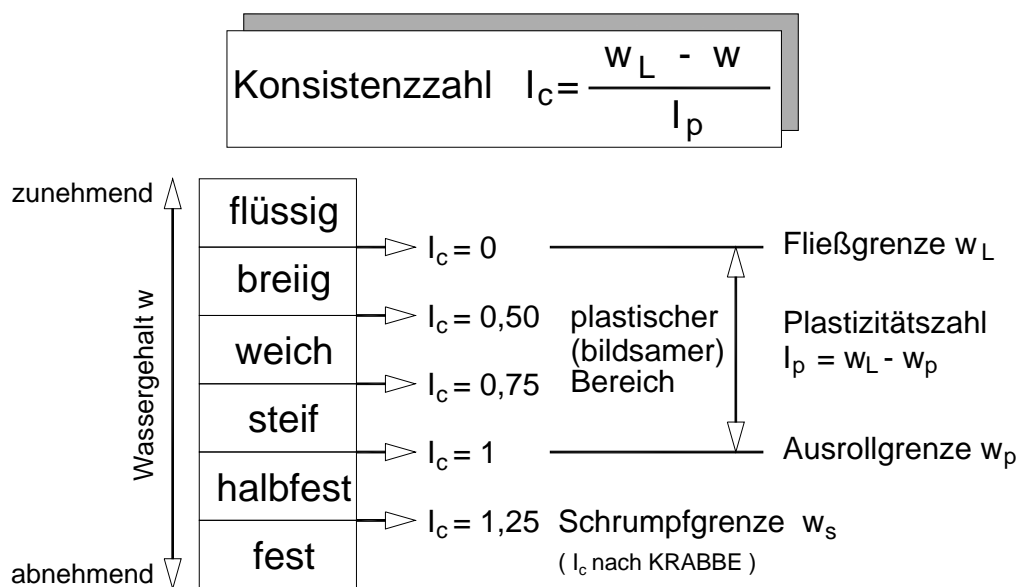 Konsistenzzahl I_c = (w_L - w) / I_p
zunehmend
flüssig
I_c = 0
Fließgrenze w_L
breiig
I_c = 0,50
plastischer
(bildsamer)
Bereich
Plastizitätszahl
I_p = w_L - w_p
weich
I_c = 0,75
Wassergehalt w
steif
I_c = 1
Ausrollgrenze w_p
halbfest
I_c = 1,25 Schrumpfgrenze w_s
( I_c nach KRABBE )
fest
abnehmend